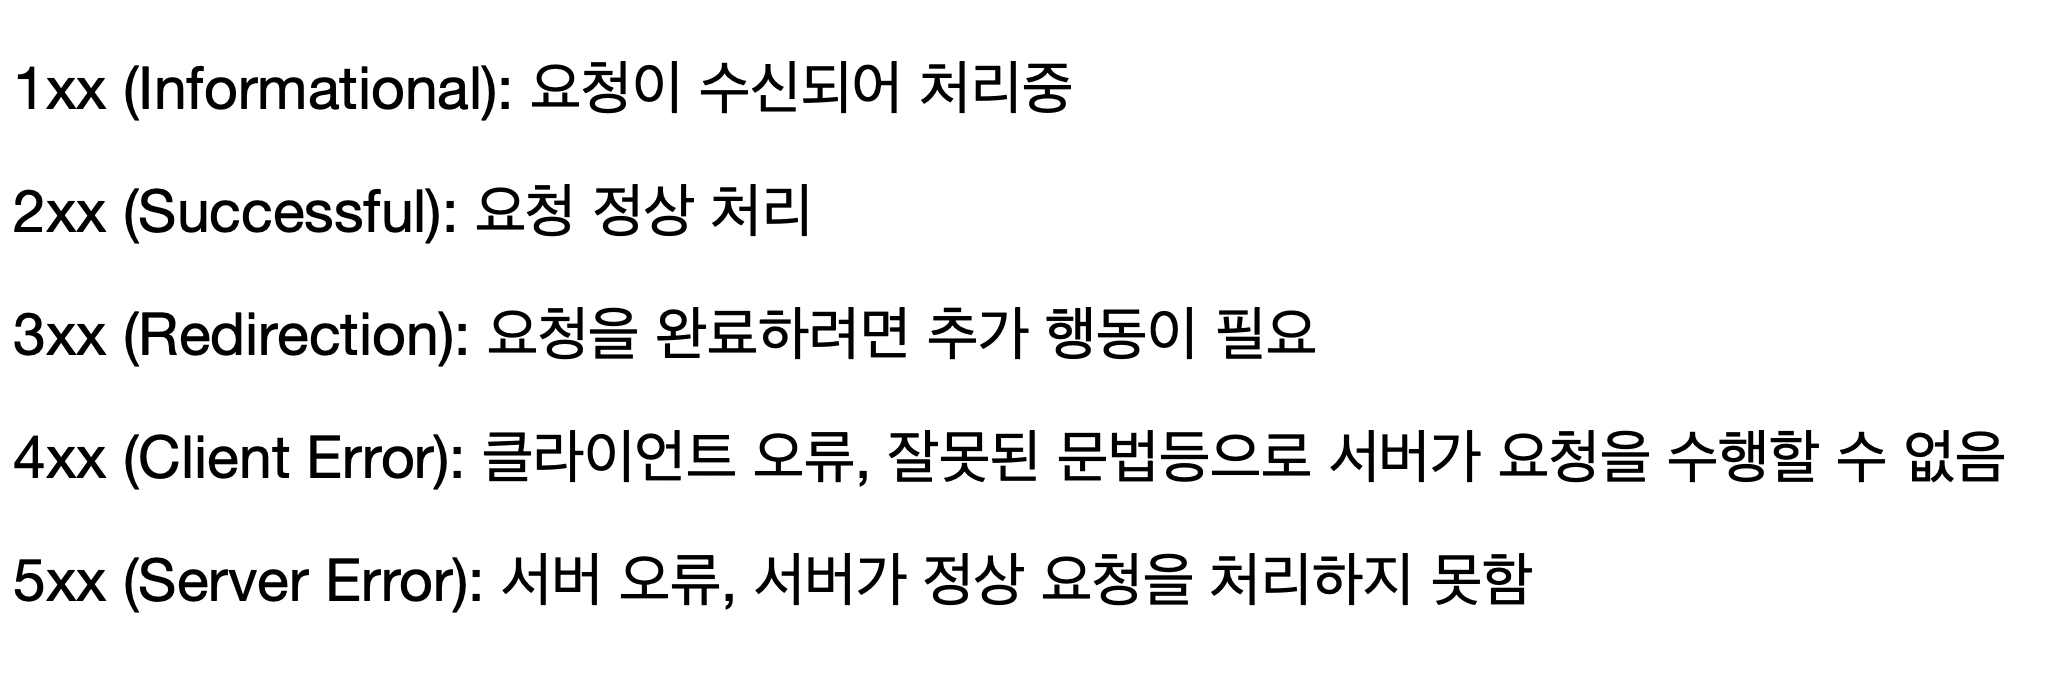 1xx (Informational): 요청이 수신되어 처리중
2xx (Successful): 요청 정상 처리
3xx (Redirection): 요청을 완료하려면 추가 행동이 필요
4xx (Client Error): 클라이언트 오류, 잘못된 문법등으로 서버가 요청을 수행할 수 없음
5xx (Server Error): 서버 오류, 서버가 정상 요청을 처리하지 못함